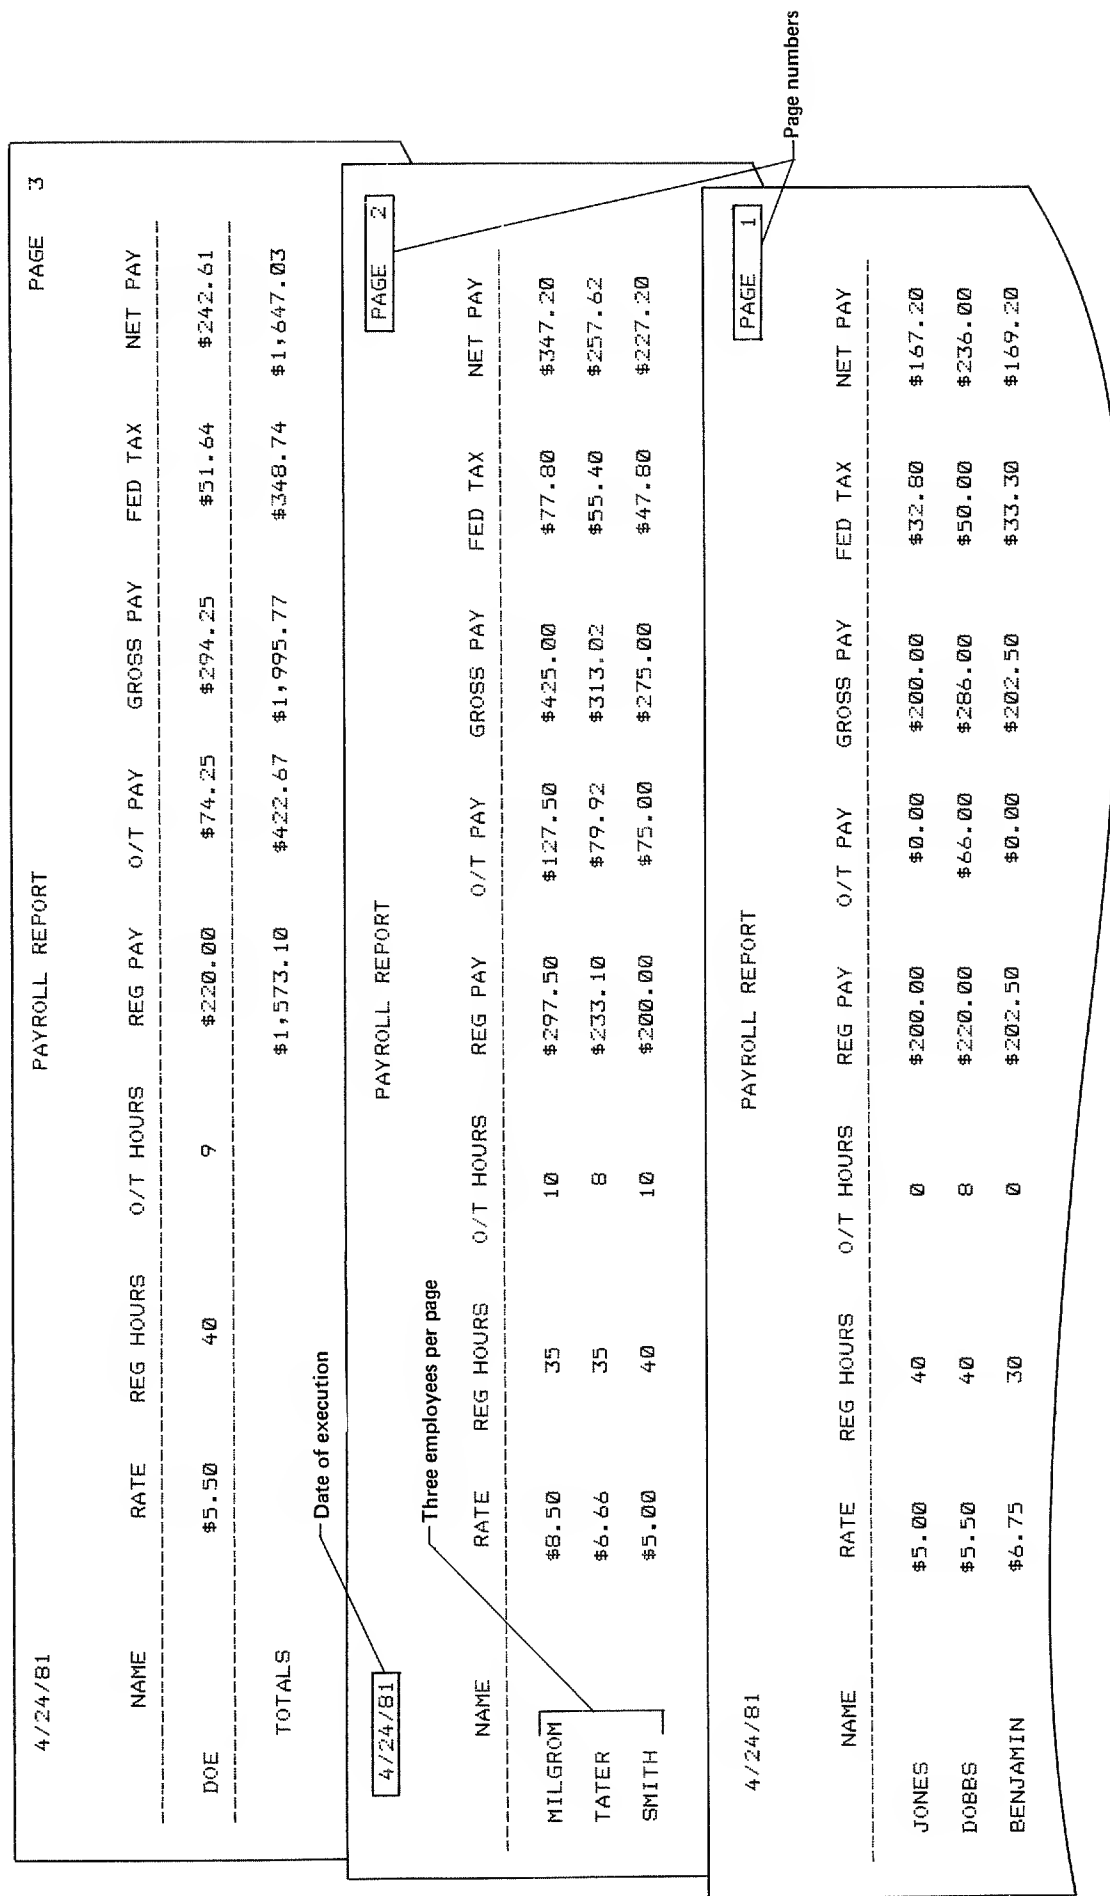 4/24/81 PAYROLL REPORT PAGE 3
NAME RATE REG HOURS O/T HOURS REG PAY O/T PAY GROSS PAY FED TAX NET PAY
DOE $5.50 40 9 $220.00 $74.25 $294.25 $51.64 $242.61
TOTALS $1,573.10 $422.67 $1,995.77 $348.74 $1,647.03
Date of execution
4/24/81 PAYROLL REPORT PAGE 2
Three employees per page
NAME RATE REG HOURS O/T HOURS REG PAY O/T PAY GROSS PAY FED TAX NET PAY
MILGROM $8.50 35 10 $297.50 $127.50 $425.00 $77.80 $347.20
TATER $6.66 35 8 $233.10 $79.92 $313.02 $55.40 $257.62
SMITH $5.00 40 10 $200.00 $75.00 $275.00 $47.80 $227.20
4/24/81 PAYROLL REPORT PAGE 1
Page numbers
NAME RATE REG HOURS O/T HOURS REG PAY O/T PAY GROSS PAY FED TAX NET PAY
JONES $5.00 40 0 $200.00 $0.00 $200.00 $32.80 $167.20
DOBBS $5.50 40 8 $220.00 $66.00 $286.00 $50.00 $236.00
BENJAMIN $6.75 30 0 $202.50 $0.00 $202.50 $33.30 $169.20